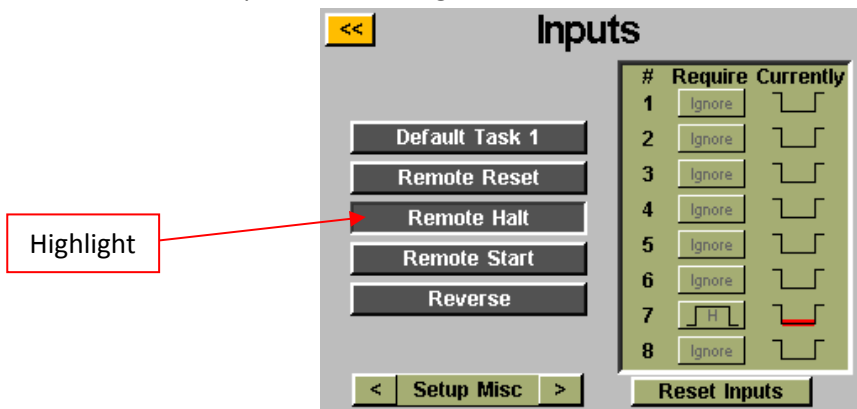 << Inputs
# Require Currently
1 Ignore
Default Task 1
2 Ignore
Remote Reset
3 Ignore
Remote Halt
4 Ignore
Highlight
Remote Start
5 Ignore
6 Ignore
Reverse
7 H
8 Ignore
< Setup Misc >
Reset Inputs